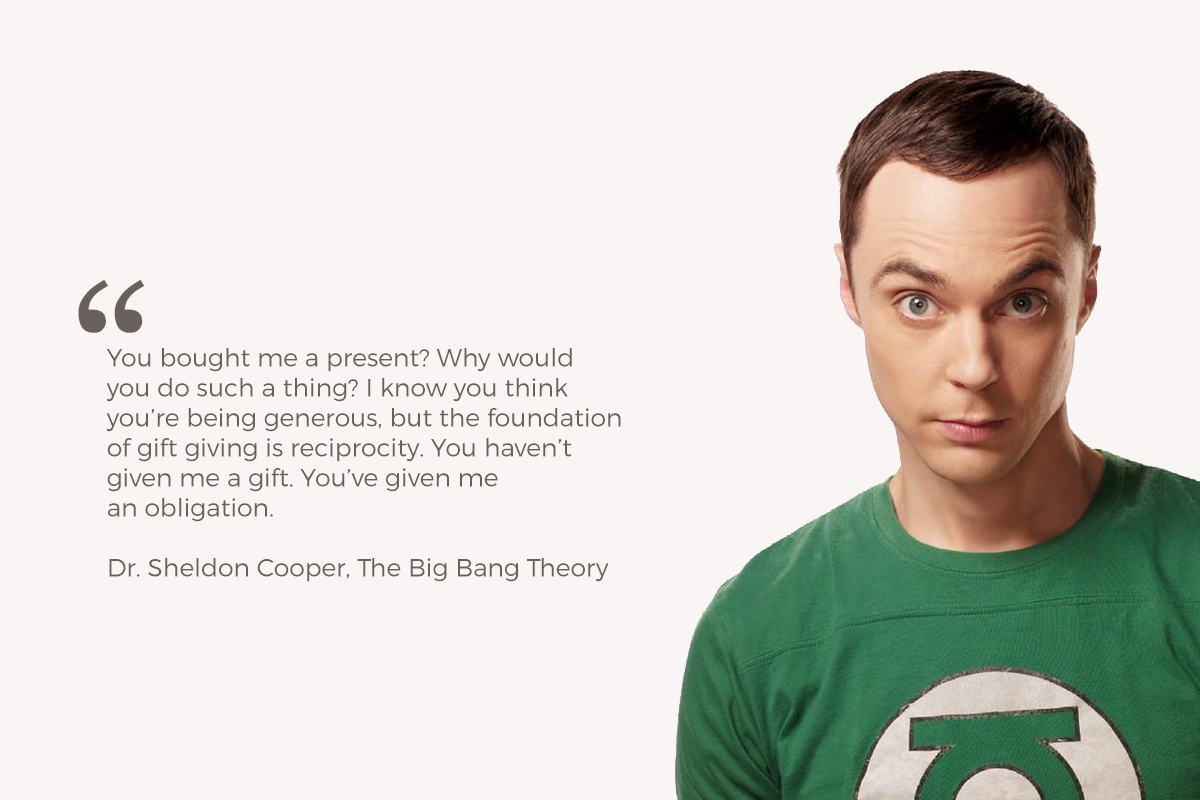 “
You bought me a present? Why would
you do such a thing? I know you think
you’re being generous, but the foundation
of gift giving is reciprocity. You haven’t
given me a gift. You’ve given me
an obligation.
Dr. Sheldon Cooper, The Big Bang Theory